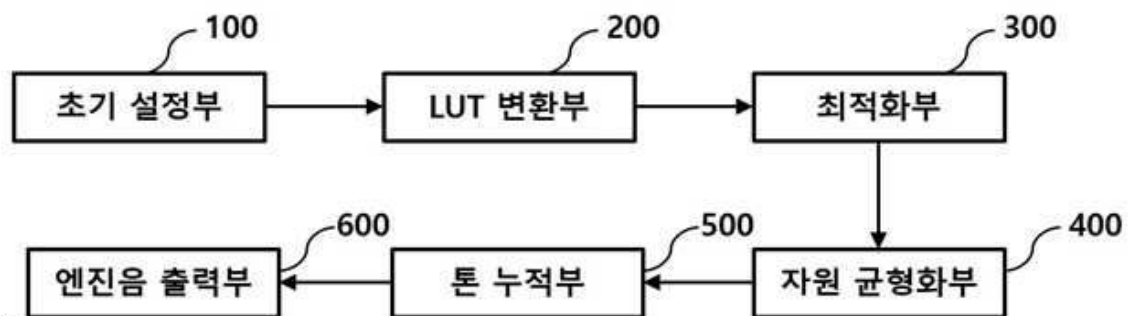 100
200
300
초기 설정부
LUT 변환부
최적화부
600
500
400
엔진음 출력부
톤 누적부
자원 균형화부